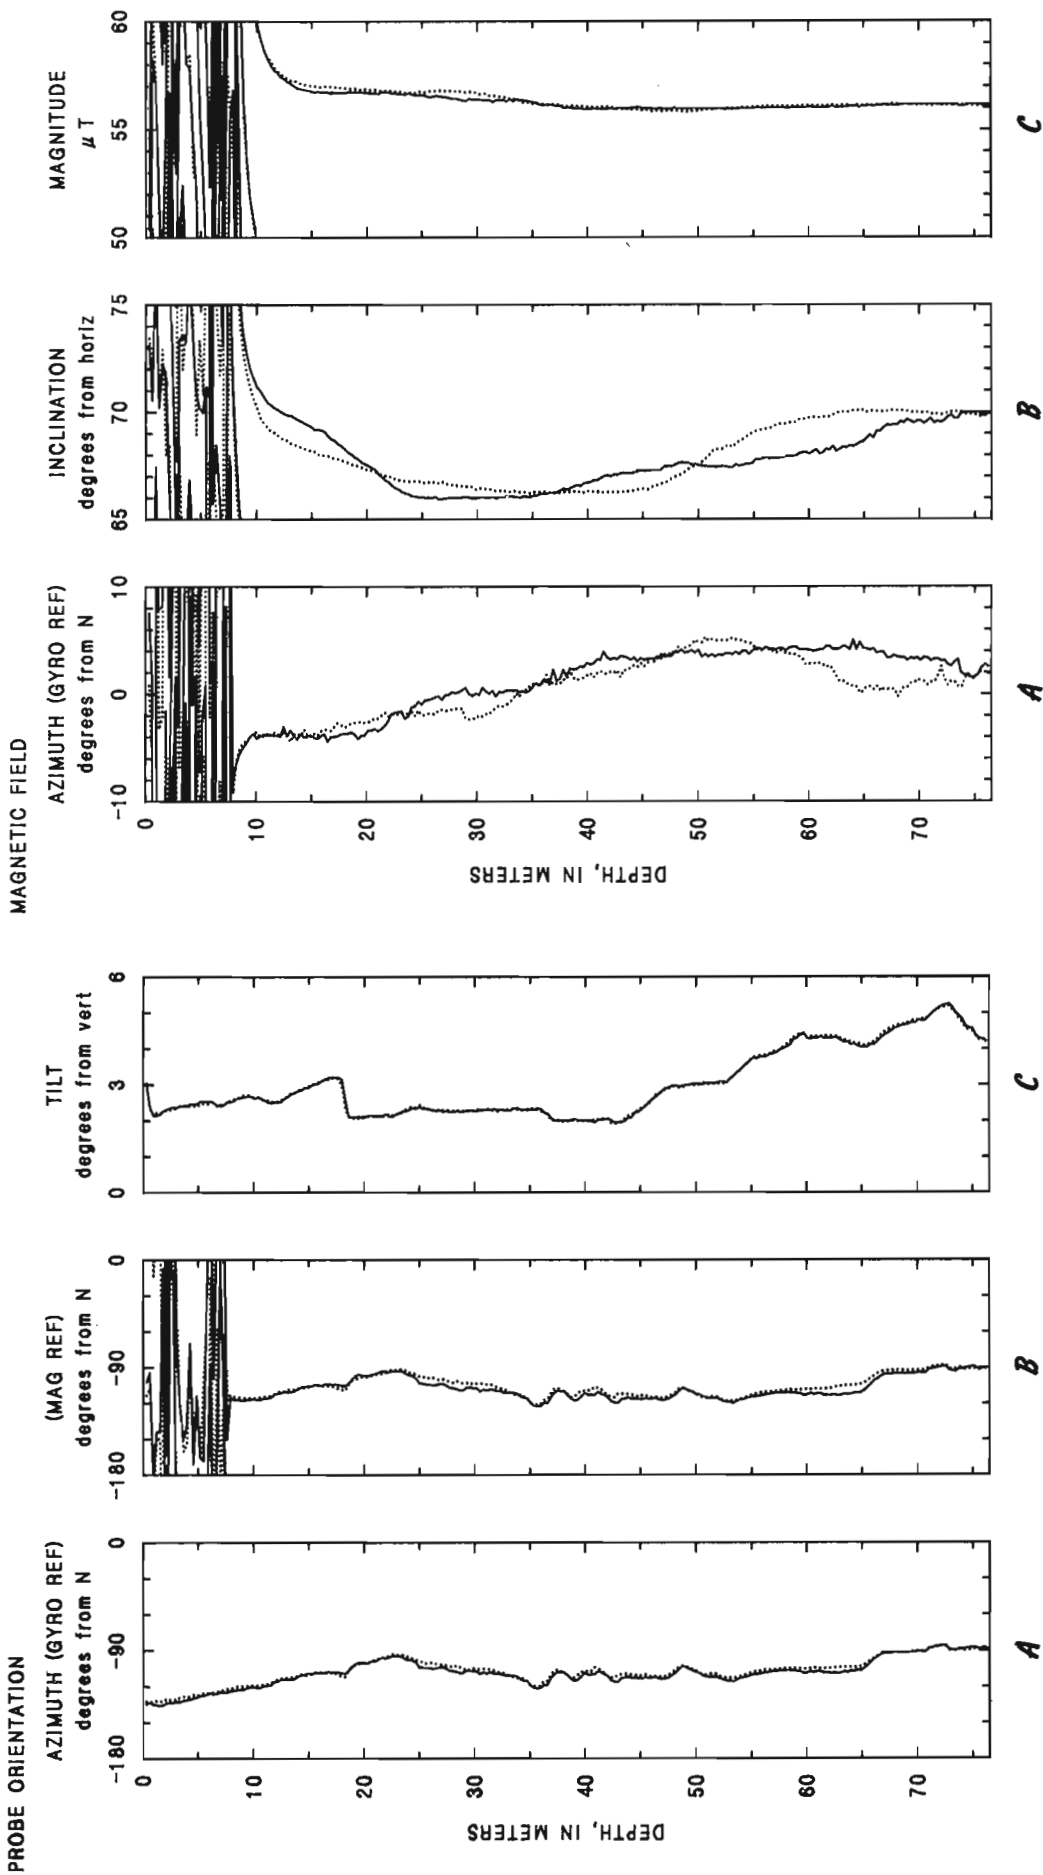 PROBE ORIENTATION
AZIMUTH (GYRO REF)
degrees from N
-180
-90
0
(MAG REF)
degrees from N
-180
-90
0
TILT
degrees from vert
0
3
6
DEPTH, IN METERS
0
10
20
30
40
50
60
70
A
B
C
MAGNETIC FIELD
AZIMUTH (GYRO REF)
degrees from N
-10
0
10
INCLINATION
degrees from horiz
65
70
75
MAGNITUDE
μ T
50
55
60
DEPTH, IN METERS
0
10
20
30
40
50
60
70
A
B
C